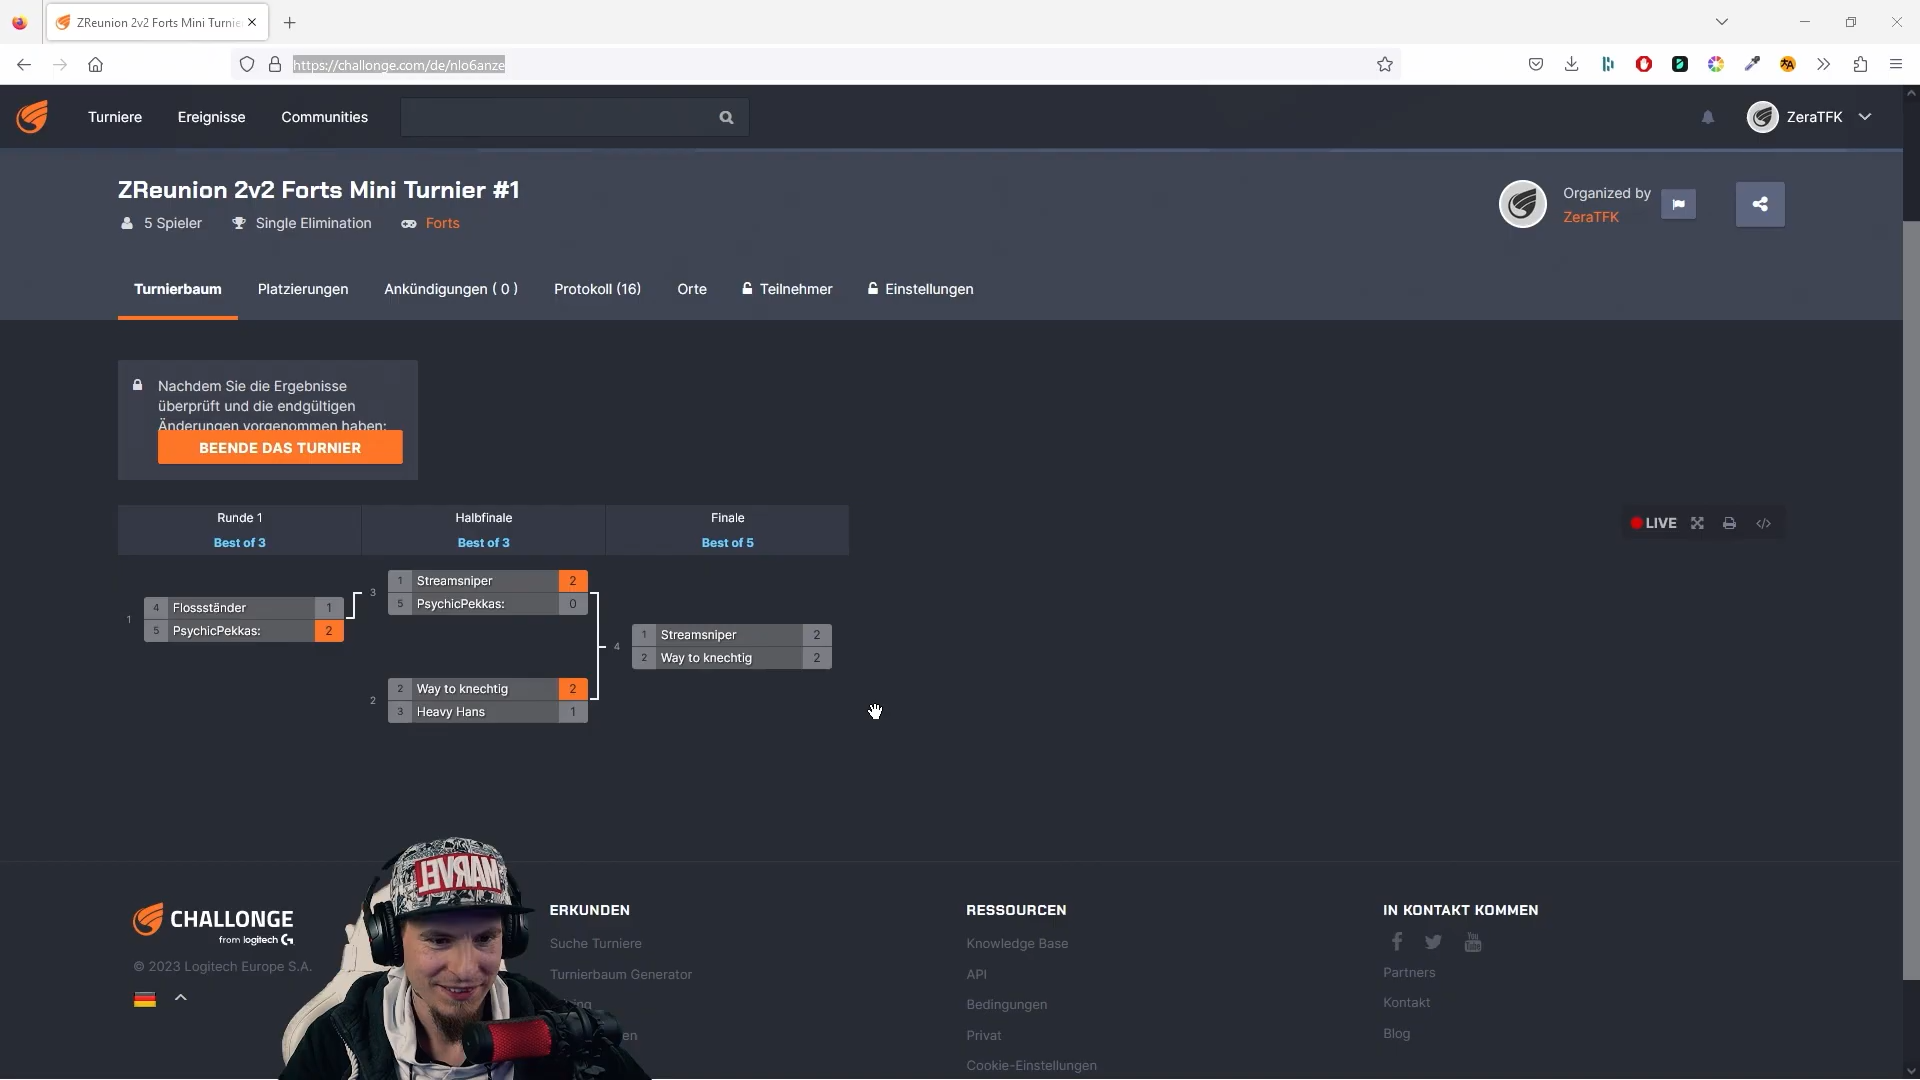 ZReunion 2v2 Forts Mini Turnie
https://challonge.com/de/nlo6anze
Turniere
Ereignisse
Communities
ZeraTFK
ZReunion 2v2 Forts Mini Turnier #1
5 Spieler
Single Elimination
Forts
Organized by
ZeraTFK
Turnierbaum
Platzierungen
Ankündigungen ( 0 )
Protokoll (16)
Orte
Teilnehmer
Einstellungen
Nachdem Sie die Ergebnisse
überprüft und die endgültigen
Änderungen vorgenommen haben:
BEENDE DAS TURNIER
Runde 1
Best of 3
Halbfinale
Best of 3
Finale
Best of 5
LIVE
1
4 Flossständer 1
5 PsychicPekkas: 2
3
1 Streamsniper 2
5 PsychicPekkas: 0
2
2 Way to knechtig 2
3 Heavy Hans 1
4
1 Streamsniper 2
2 Way to knechtig 2
MARVEL
CHALLONGE
from logitech G
© 2023 Logitech Europe S.A.
ERKUNDEN
Suche Turniere
Turnierbaum Generator
RESSOURCEN
Knowledge Base
API
Bedingungen
Privat
Cookie-Einstellungen
IN KONTAKT KOMMEN
You
Tube
Partners
Kontakt
Blog